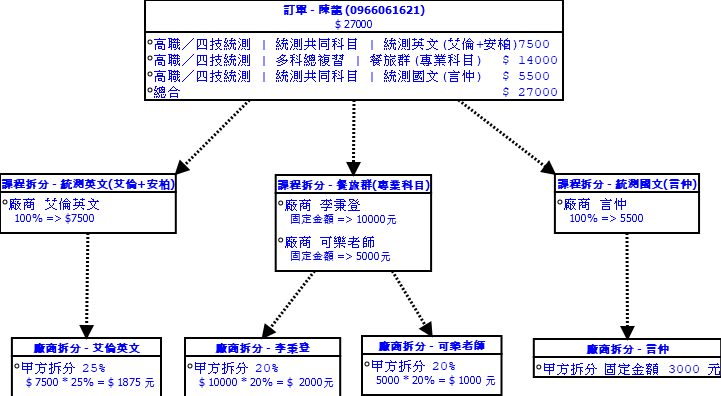 訂單 - 陳龍 (0966061621)
$ 27000
高職／四技統測 | 統測共同科目 | 統測英文(艾倫+安柏)7500
高職／四技統測 | 多科總複習 | 餐旅群(專業科目) $ 14000
高職／四技統測 | 統測共同科目 | 統測國文(言仲) $ 5500
總合 $ 27000
課程拆分 - 統測英文(艾倫+安柏)
廠商 艾倫英文
100% => $7500
課程拆分 - 餐旅群(專業科目)
廠商 李秉登
固定金額 => 10000元
廠商 可樂老師
固定金額 => 5000元
課程拆分 - 統測國文(言仲)
廠商 言仲
100% => 5500
廠商拆分 - 艾倫英文
甲方拆分 25%
$ 7500 * 25% = $ 1875 元
廠商拆分 - 李秉登
甲方拆分 20%
$ 10000 * 20% = $ 2000元
廠商拆分 - 可樂老師
甲方拆分 20%
5000 * 20% = $ 1000 元
廠商拆分 - 言仲
甲方拆分 固定金額 3000 元